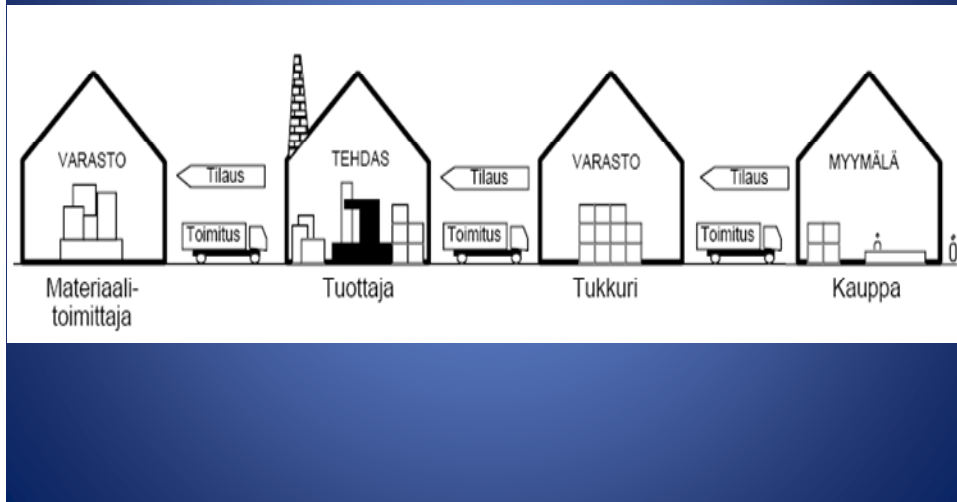 VARASTO
Tilaus
Toimitus
TEHDAS
Tilaus
Toimitus
VARASTO
Tilaus
Toimitus
MYYMÄLÄ
Materiaali-
toimittaja
Tuottaja
Tukkuri
Kauppa